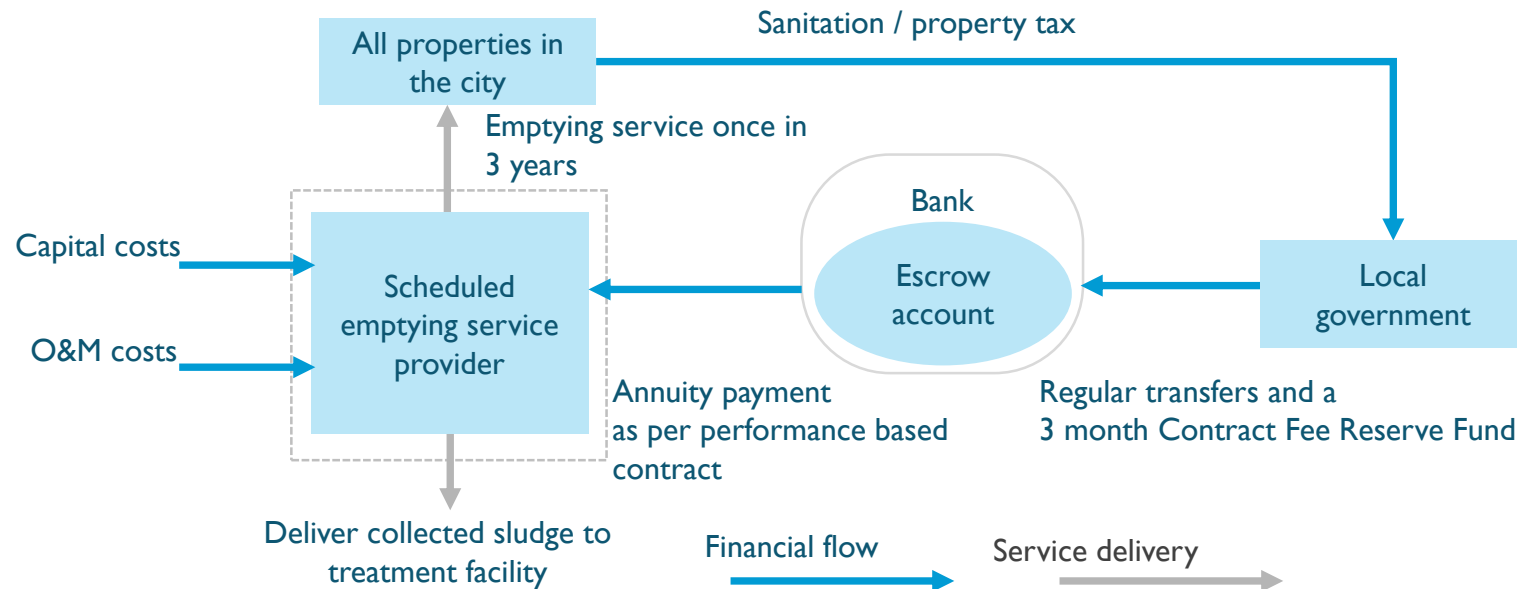 Sanitation / property tax
All properties in
the city
Emptying service once in
3 years
Bank
Capital costs
Escrow
account
Local
government
Scheduled
emptying service
provider
O&M costs
Annuity payment
as per performance based
contract
Regular transfers and a
3 month Contract Fee Reserve Fund
Deliver collected sludge to
treatment facility
Financial flow
Service delivery